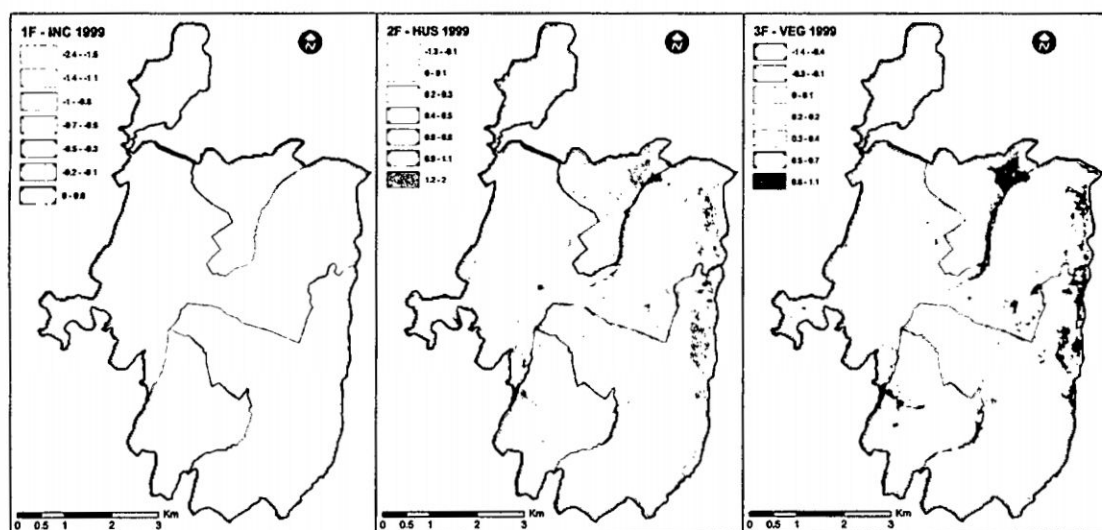 1F - INC 1999
N
-2.4 - -1.5
-1.4 - -1.1
-1 - -0.8
-0.7 - -0.6
-0.5 - -0.3
-0.2 - -0.1
0 - 0.8
0 0.5 1 2 3 Km
2F - HUS 1999
N
-1.3 - -0.1
0 - 0.1
0.2 - 0.3
0.4 - 0.5
0.6 - 0.8
0.9 - 1.1
1.2 - 2
0 0.5 1 2 3 Km
3F - VEG 1999
N
-1.4 - -0.4
-0.3 - -0.1
0 - 0.1
0.2 - 0.2
0.3 - 0.4
0.5 - 0.7
0.8 - 1.1
0 0.5 1 2 3 Km